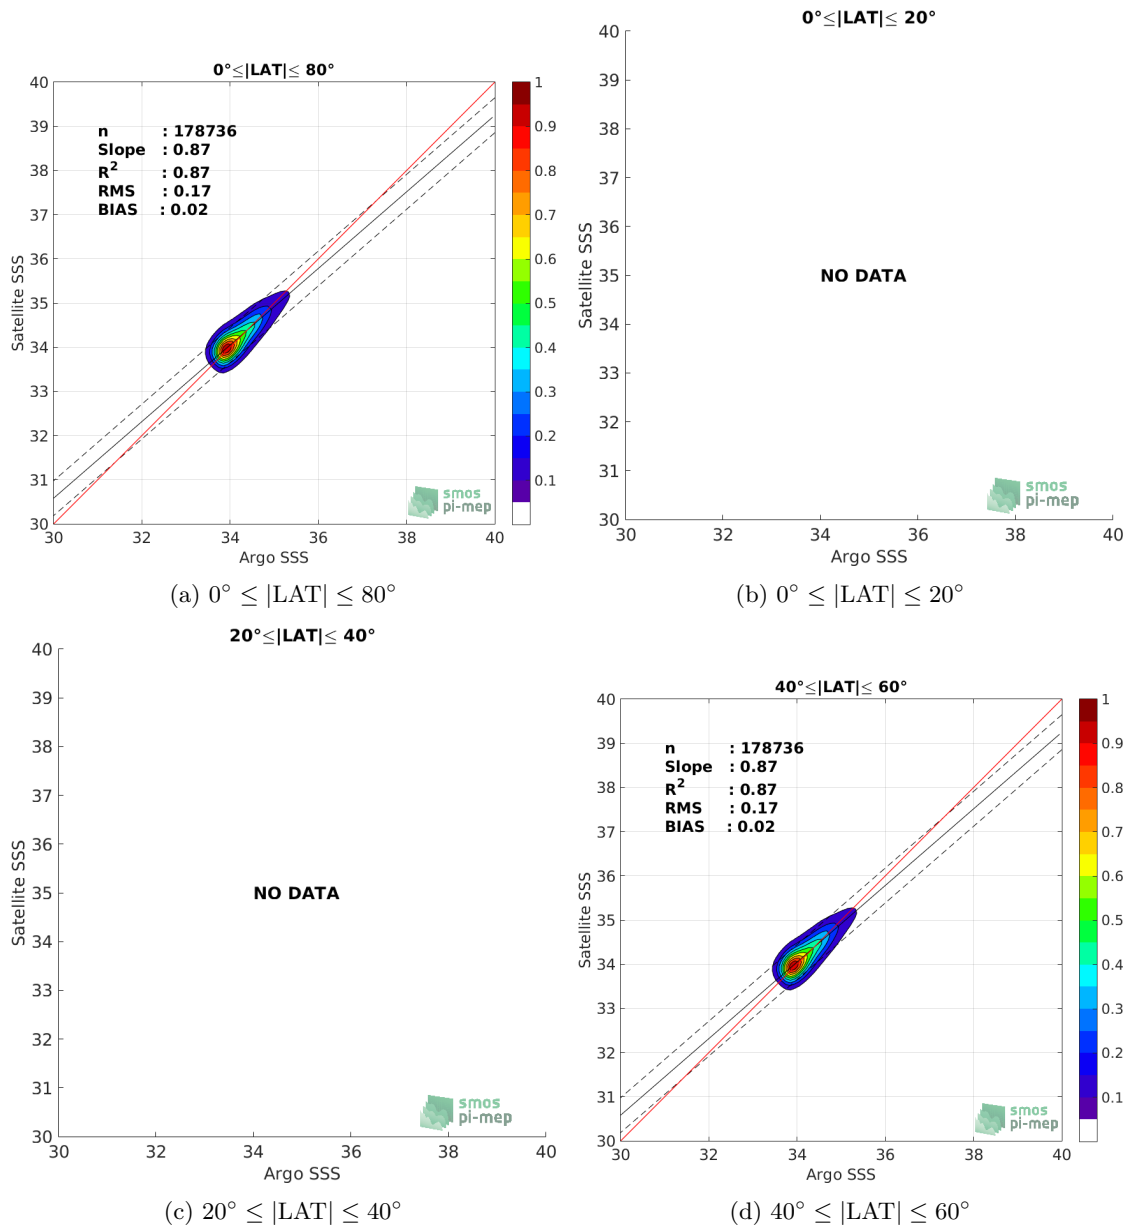 0°≤|LAT|≤ 80°
n : 178736
Slope : 0.87
R² : 0.87
RMS : 0.17
BIAS : 0.02
40
39
38
37
36
35
34
33
32
31
30
Satellite SSS
30 32 34 36 38 40
Argo SSS
1
0.9
0.8
0.7
0.6
0.5
0.4
0.3
0.2
0.1
smos
pi-mep
(a) 0° ≤ |LAT| ≤ 80°
0°≤|LAT|≤ 20°
40
39
38
37
36
35
34
33
32
31
30
Satellite SSS
NO DATA
smos
pi-mep
30 32 34 36 38 40
Argo SSS
(b) 0° ≤ |LAT| ≤ 20°
20°≤|LAT|≤ 40°
40
39
38
37
36
35
34
33
32
31
30
Satellite SSS
NO DATA
smos
pi-mep
30 32 34 36 38 40
Argo SSS
(c) 20° ≤ |LAT| ≤ 40°
40°≤|LAT|≤ 60°
n : 178736
Slope : 0.87
R² : 0.87
RMS : 0.17
BIAS : 0.02
40
39
38
37
36
35
34
33
32
31
30
Satellite SSS
30 32 34 36 38 40
Argo SSS
1
0.9
0.8
0.7
0.6
0.5
0.4
0.3
0.2
0.1
smos
pi-mep
(d) 40° ≤ |LAT| ≤ 60°